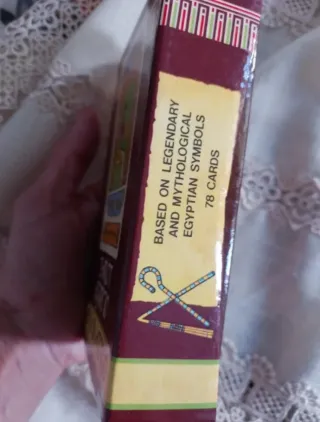 BASED ON LEGENDARY
AND MYTHOLOGICAL
EGYPTIAN SYMBOLS
78 CARDS